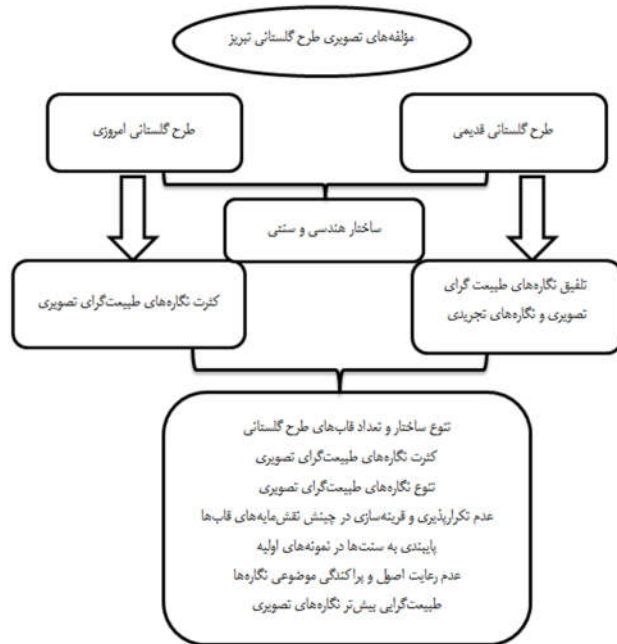 مؤلفه‌های تصویری طرح گلستانی تبریز
طرح گلستانی قدیمی
طرح گلستانی امروزی
ساختار هندسی و سنتی
تلفیق نگاره‌های طبیعت گرای
تصویری و نگاره‌های تجریدی
کثرت نگاره‌های طبیعت‌گرای تصویری
تنوع ساختار و تعداد قاب‌های طرح گلستانی
کثرت نگاره‌های طبیعت‌گرای تصویری
تنوع نگاره‌های طبیعت‌گرای تصویری
عدم تکرارپذیری و قرینه‌سازی در چینش نقش‌مایه‌های قاب‌ها
پایبندی به سنت‌ها در نمونه‌های اولیه
عدم رعایت اصول و پراکندگی موضوعی نگاره‌ها
طبیعت‌گرایی بیش‌تر نگاره‌های تصویری